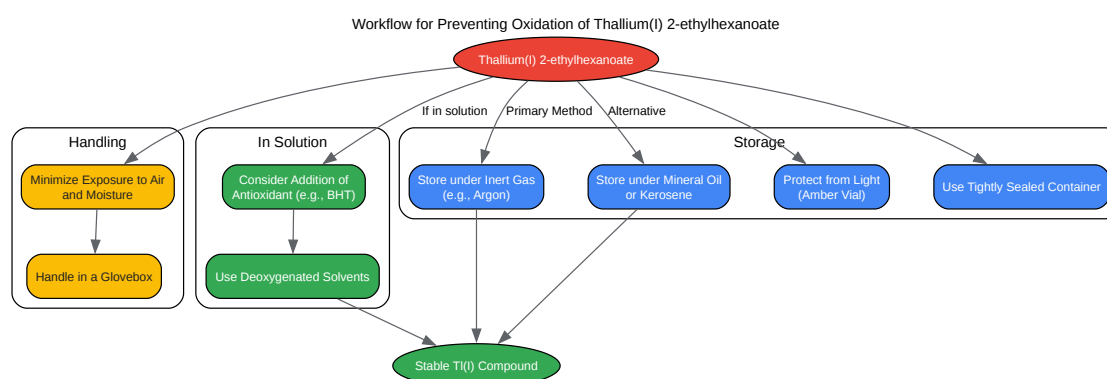 Workflow for Preventing Oxidation of Thallium(I) 2-ethylhexanoate
Thallium(I) 2-ethylhexanoate
If in solution
Primary Method
Alternative
Handling
In Solution
Storage
Minimize Exposure to Air
and Moisture
Consider Addition of
Antioxidant (e.g., BHT)
Store under Inert Gas
(e.g., Argon)
Store under Mineral Oil
or Kerosene
Protect from Light
(Amber Vial)
Use Tightly Sealed Container
Handle in a Glovebox
Use Deoxygenated Solvents
Stable Tl(I) Compound